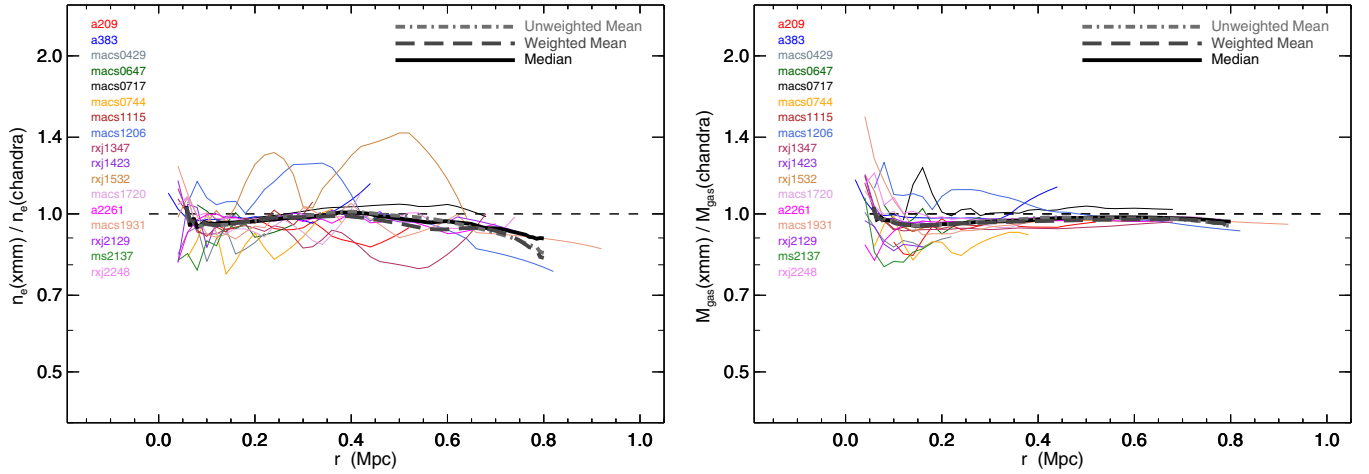 a209
a383
macs0429
macs0647
macs0717
macs0744
macs1115
macs1206
rxj1347
rxj1423
rxj1532
macs1720
a2261
macs1931
rxj2129
ms2137
rxj2248
Unweighted Mean
Weighted Mean
Median
2.0
1.4
1.0
0.7
0.5
n_e(xmm) / n_e(chandra)
0.0 0.2 0.4 0.6 0.8 1.0
r (Mpc)
a209
a383
macs0429
macs0647
macs0717
macs0744
macs1115
macs1206
rxj1347
rxj1423
rxj1532
macs1720
a2261
macs1931
rxj2129
ms2137
rxj2248
Unweighted Mean
Weighted Mean
Median
2.0
1.4
1.0
0.7
0.5
M_gas(xmm) / M_gas(chandra)
0.0 0.2 0.4 0.6 0.8 1.0
r (Mpc)